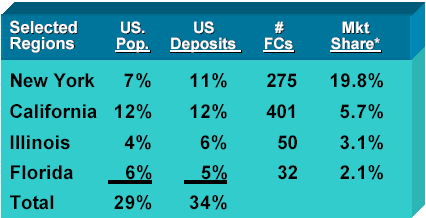 Selected US. US # Mkt
Regions Pop. Deposits FCs Share*
New York 7% 11% 275 19.8%
California 12% 12% 401 5.7%
Illinois 4% 6% 50 3.1%
Florida 6% 5% 32 2.1%
Total 29% 34%